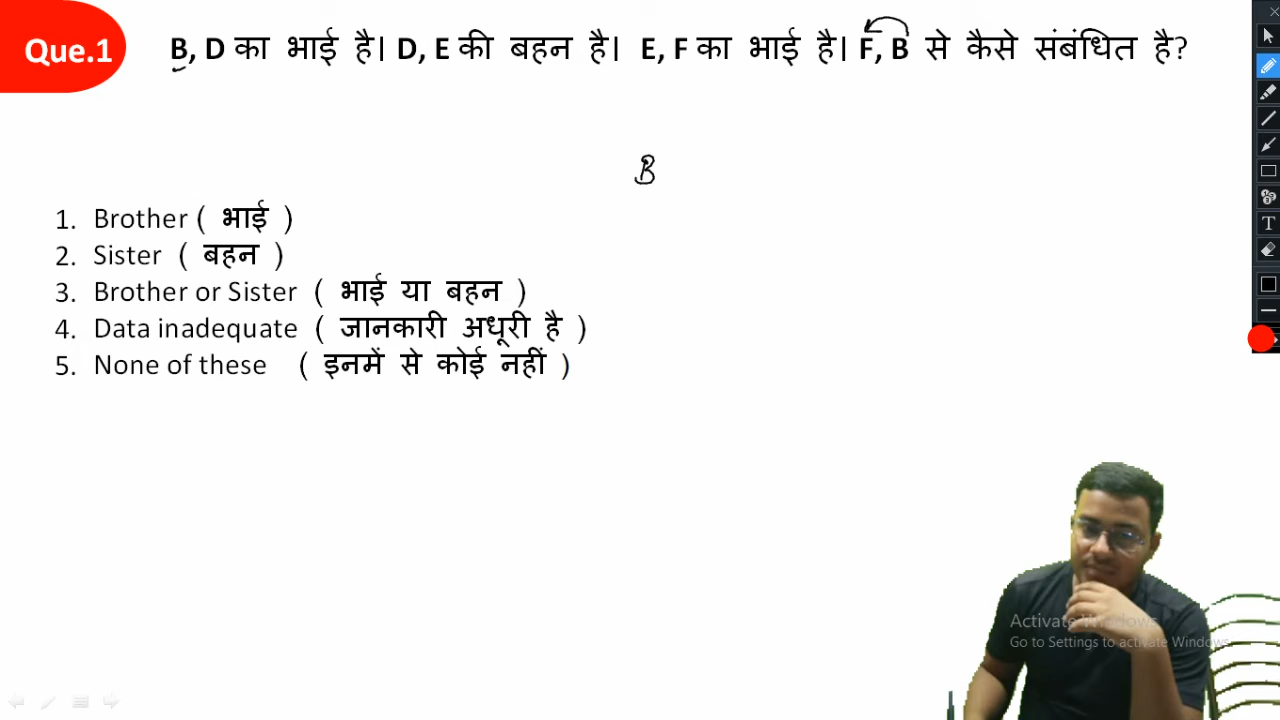 Que.1
B, D का भाई है। D, E की बहन है। E, F का भाई है। F, B से कैसे संबंधित है?
B
1. Brother ( भाई )
2. Sister ( बहन )
3. Brother or Sister ( भाई या बहन )
4. Data inadequate ( जानकारी अधूरी है )
5. None of these ( इनमें से कोई नहीं )
T
Activate Windows
Go to Settings to activate Windows.